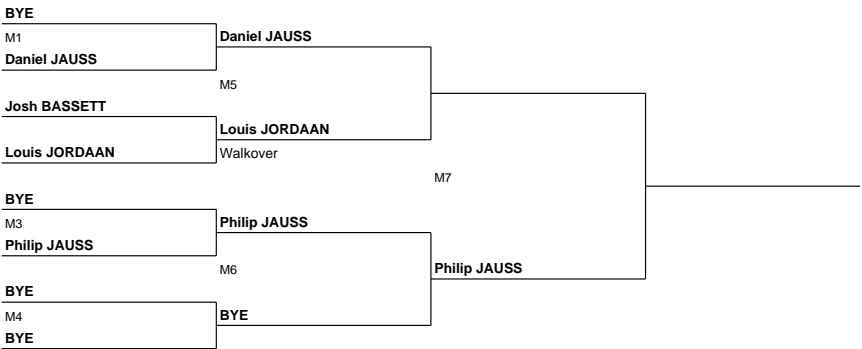 BYE
M1
Daniel JAUSS
Daniel JAUSS
M5
Josh BASSETT
Louis JORDAAN
Louis JORDAAN
Walkover
M7
BYE
M3
Philip JAUSS
Philip JAUSS
M6
Philip JAUSS
BYE
M4
BYE
BYE